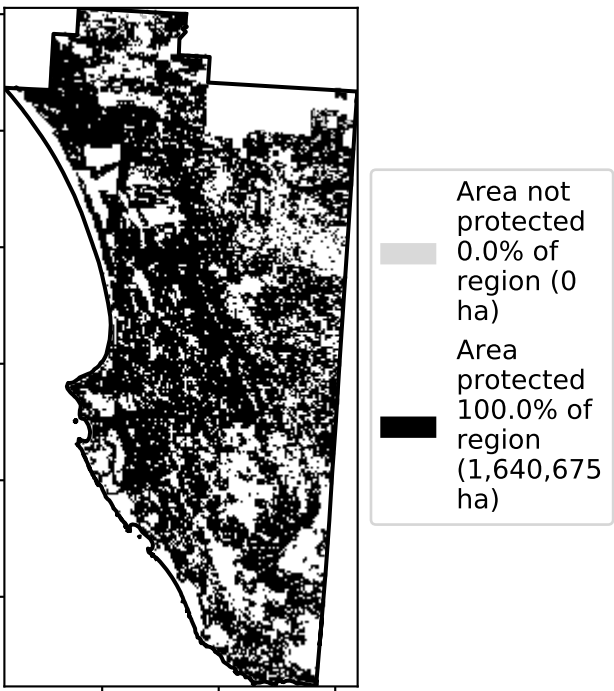 Area not
protected
0.0% of
region (0
ha)
Area
protected
100.0% of
region
(1,640,675
ha)